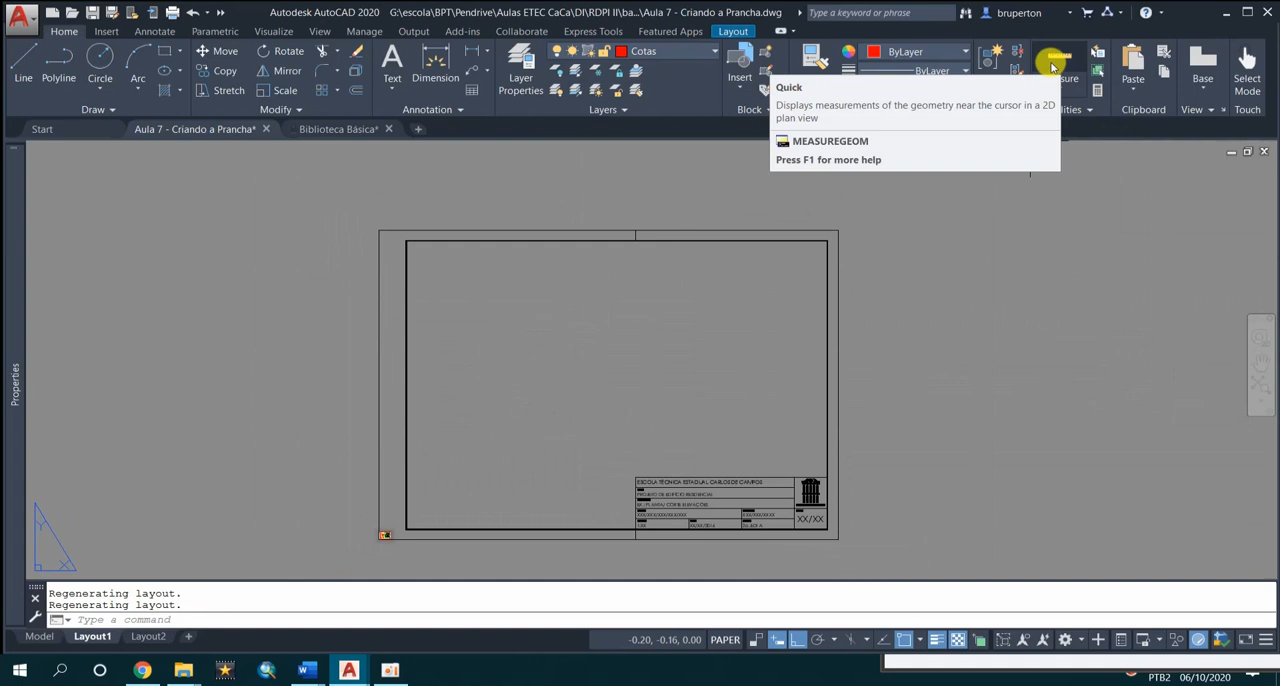 Autodesk AutoCAD 2020 G:\escola\BPT\Pendrive\Aulas ETEC CaCa\DI\RDPI II\ba... Aula 7 - Criando a Prancha.dwg
Type a keyword or phrase
bruperton
Home Insert Annotate Parametric Visualize View Manage Output Add-ins Collaborate Express Tools Featured Apps Layout
Line
Polyline
Circle
Arc
Move
Rotate
Copy
Mirror
Stretch
Scale
Text
Dimension
Layer
Properties
Cotas
Insert
ByLayer
ByLayer
Paste
Base
Select
Mode
Draw
Modify
Annotation
Layers
Block
Clipboard
View
Touch
Quick
Displays measurements of the geometry near the cursor in a 2D
plan view
MEASUREGEOM
Press F1 for more help
Start
Aula 7 - Criando a Prancha*
Biblioteca Básica*
Properties
ESCOLA TÉCNICA ESTADUAL CARLOS DE CAMPOS
PROJETO DE EDIFÍCIO RESIDENCIAL
XX/XX
Y
X
Regenerating layout.
Regenerating layout.
Type a command
Model
Layout1
Layout2
-0.20, -0.16, 0.00
PAPER
PTB2
06/10/2020